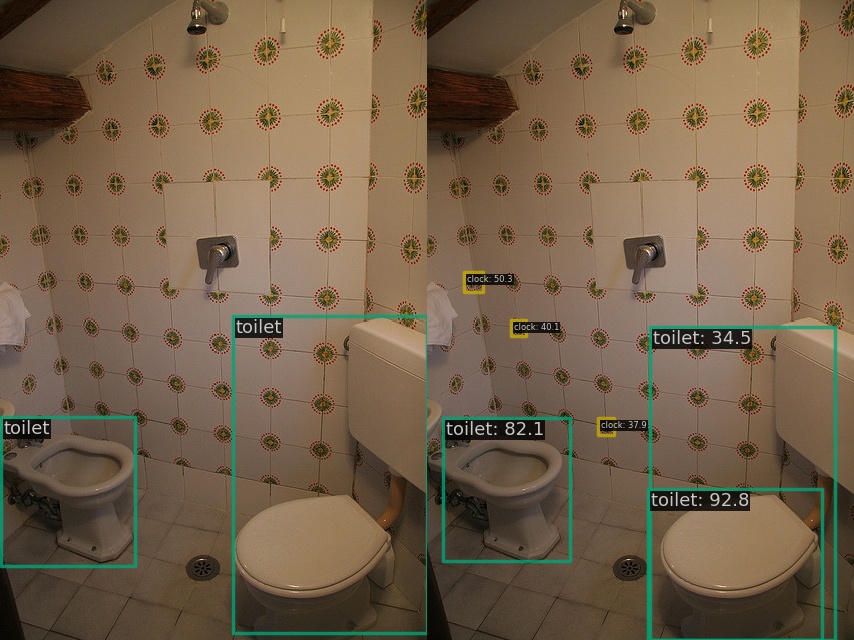 toilet
toilet
clock: 50.3
clock: 40.1
toilet: 34.5
clock: 37.9
toilet: 82.1
toilet: 92.8